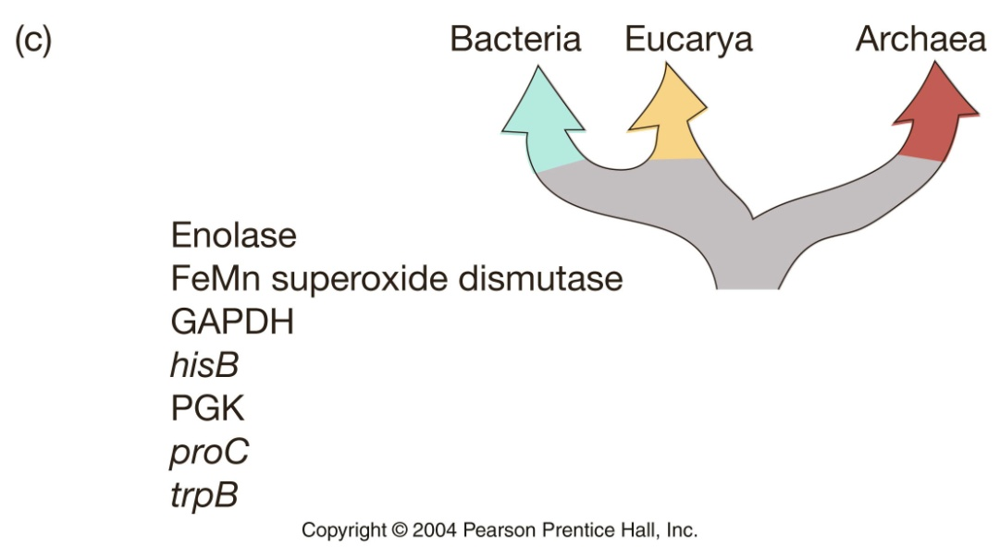 (c)
Bacteria Eucarya Archaea
Enolase
FeMn superoxide dismutase
GAPDH
hisB
PGK
proC
trpB
Copyright © 2004 Pearson Prentice Hall, Inc.